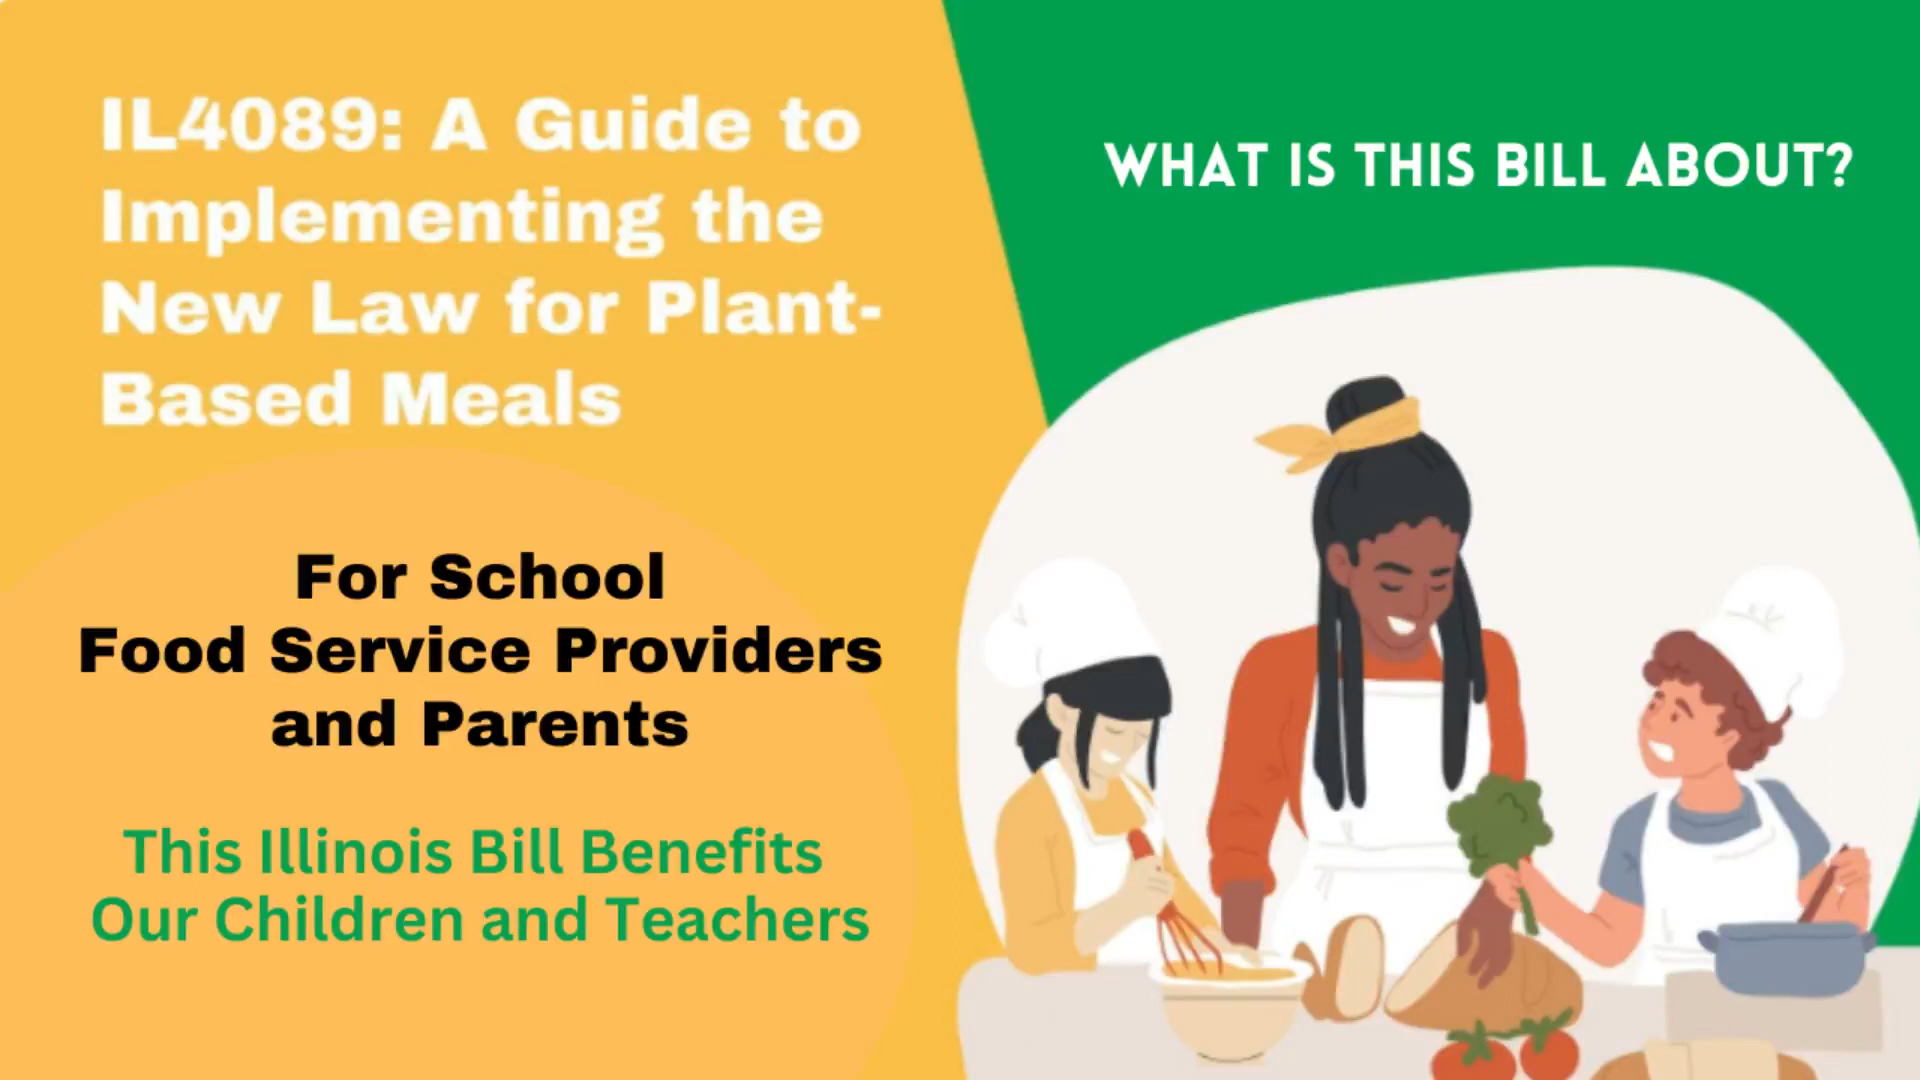 IL4089: A Guide to
Implementing the
New Law for Plant-
Based Meals
For School
Food Service Providers
and Parents
This Illinois Bill Benefits
Our Children and Teachers
WHAT IS THIS BILL ABOUT?